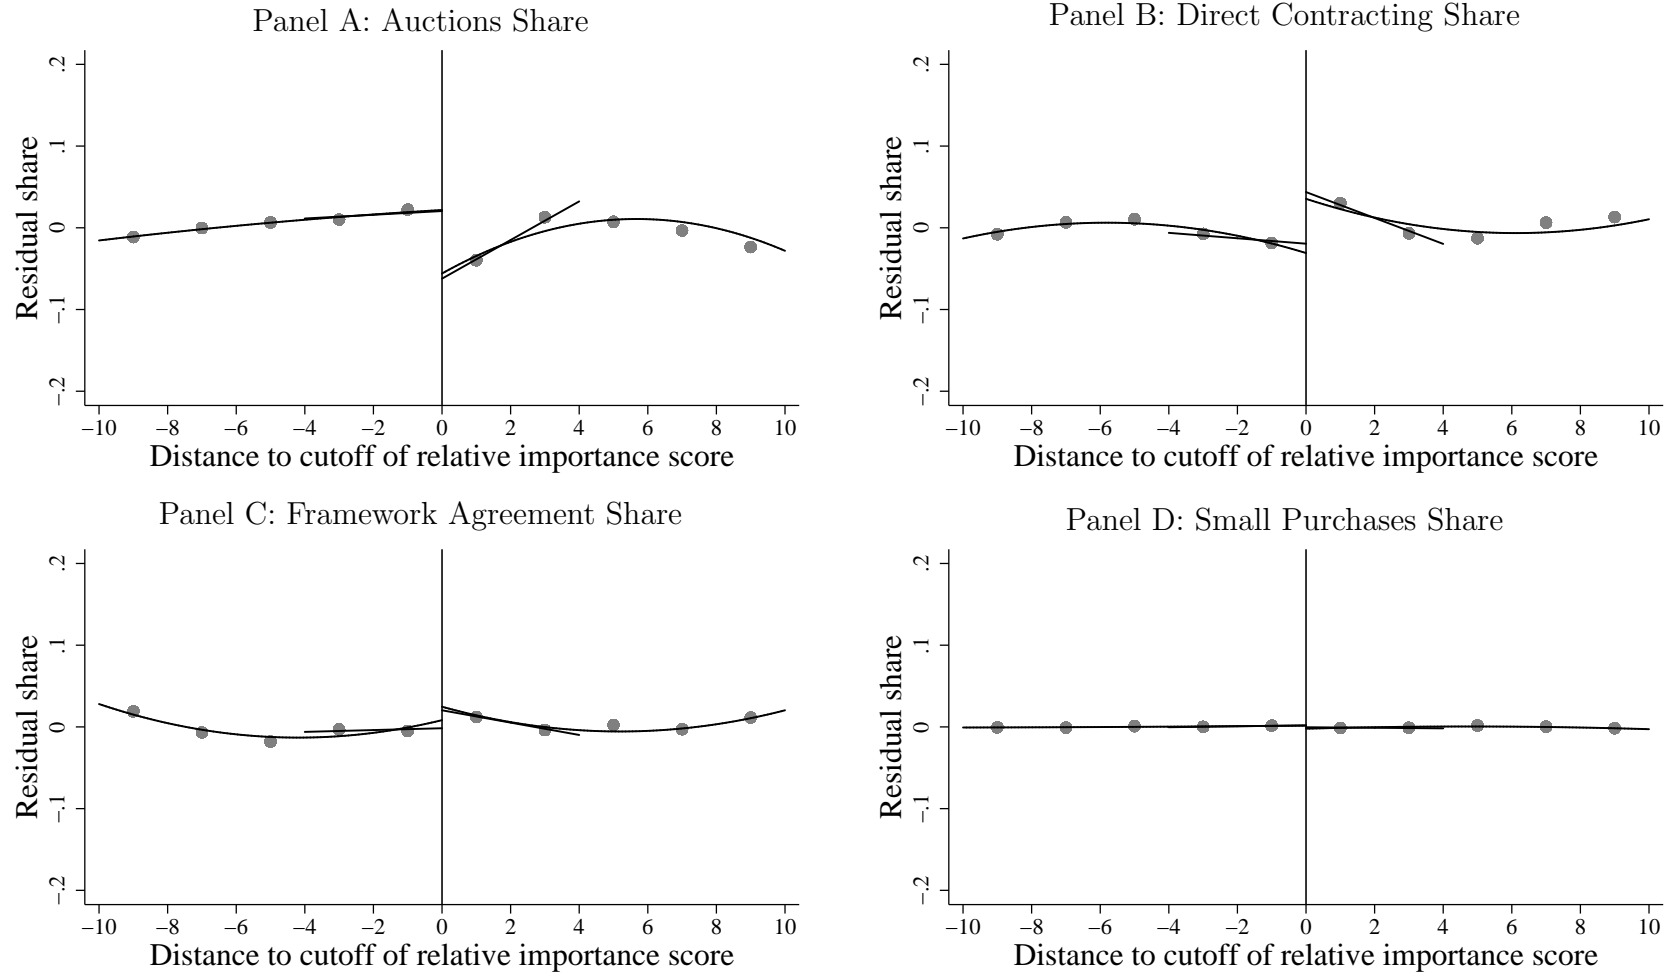 Panel A: Auctions Share
Residual share
.2
.1
0
−.1
−.2
−10 −8 −6 −4 −2 0 2 4 6 8 10
Distance to cutoff of relative importance score
Panel B: Direct Contracting Share
Residual share
.2
.1
0
−.1
−.2
−10 −8 −6 −4 −2 0 2 4 6 8 10
Distance to cutoff of relative importance score
Panel C: Framework Agreement Share
Residual share
.2
.1
0
−.1
−.2
−10 −8 −6 −4 −2 0 2 4 6 8 10
Distance to cutoff of relative importance score
Panel D: Small Purchases Share
Residual share
.2
.1
0
−.1
−.2
−10 −8 −6 −4 −2 0 2 4 6 8 10
Distance to cutoff of relative importance score